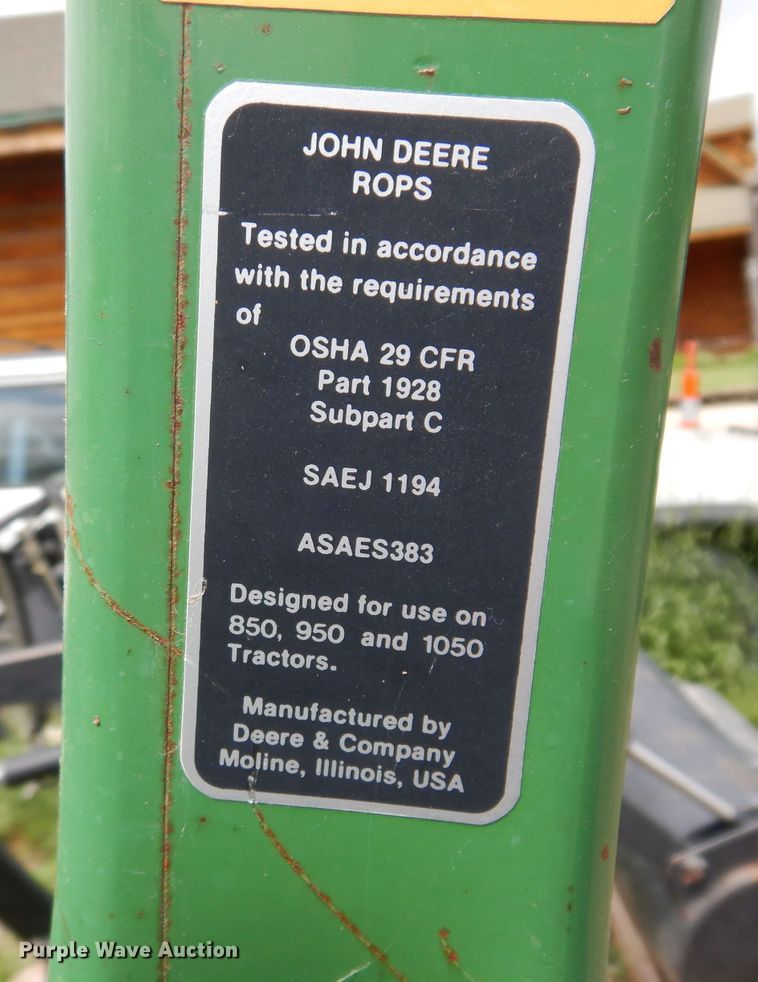 JOHN DEERE
ROPS
Tested in accordance
with the requirements
of
OSHA 29 CFR
Part 1928
Subpart C
SAEJ 1194
ASAES383
Designed for use on
850, 950 and 1050
Tractors.
Manufactured by
Deere & Company
Moline, Illinois, USA
Purple Wave Auction